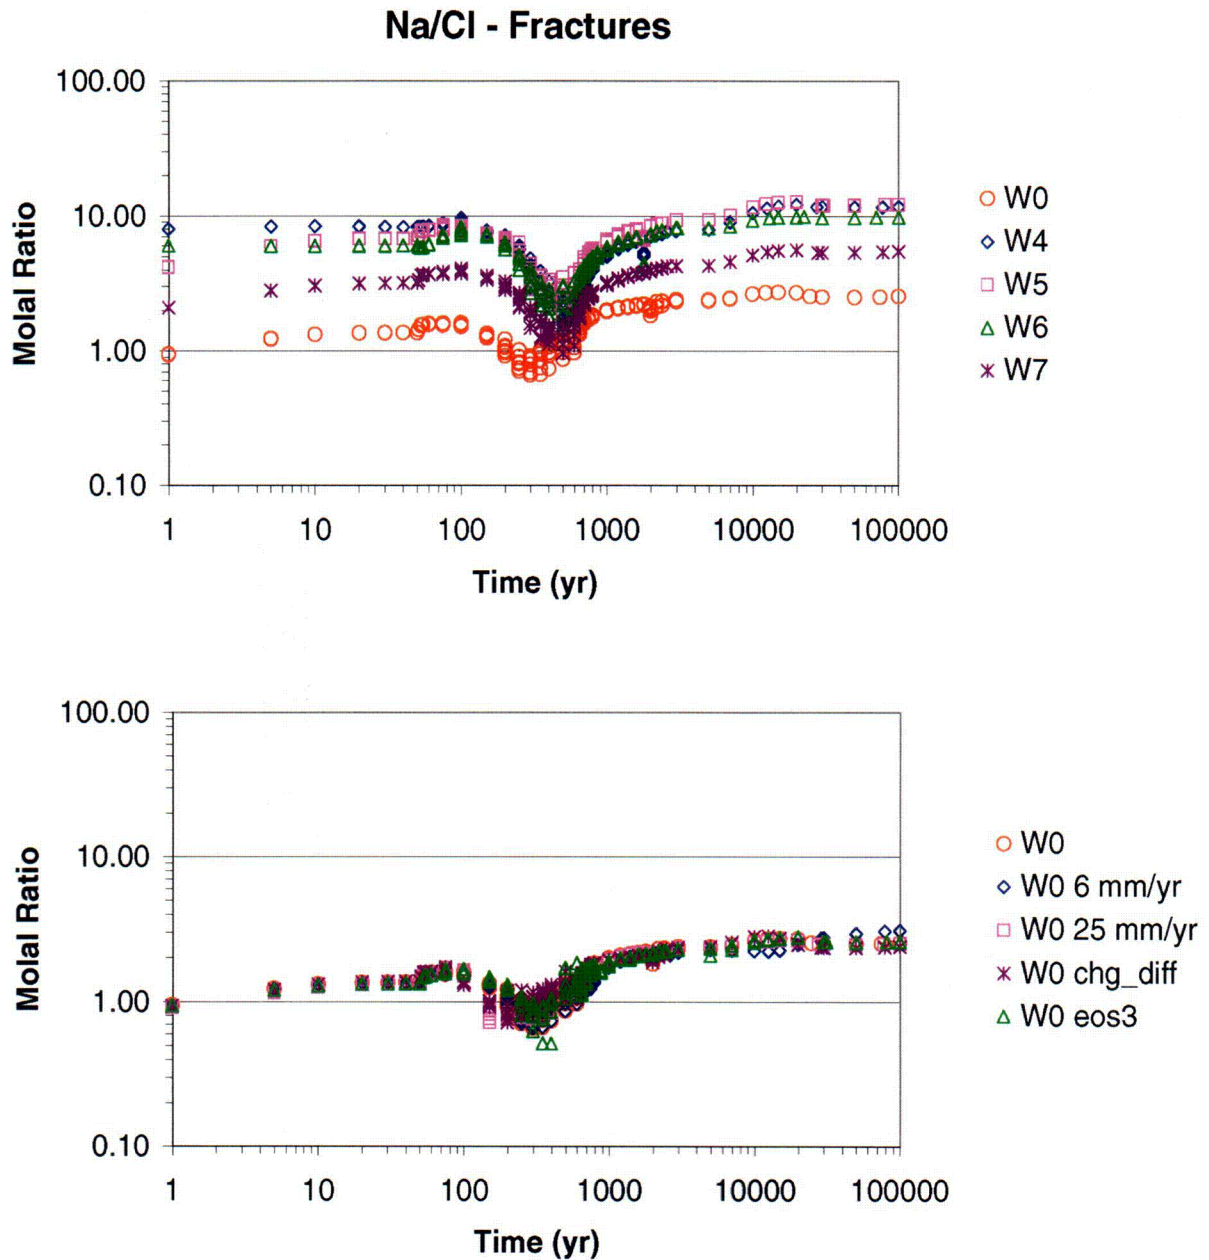 Na/Cl - Fractures
100.00
10.00
1.00
0.10
Molal Ratio
1 10 100 1000 10000 100000
Time (yr)
W0
W4
W5
W6
W7
100.00
10.00
1.00
0.10
Molal Ratio
1 10 100 1000 10000 100000
Time (yr)
W0
W0 6 mm/yr
W0 25 mm/yr
W0 chg_diff
W0 eos3